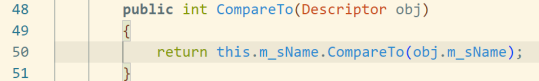 48 public int CompareTo(Descriptor obj)
49 {
50 return this.m_sName.CompareTo(obj.m_sName);
51 }